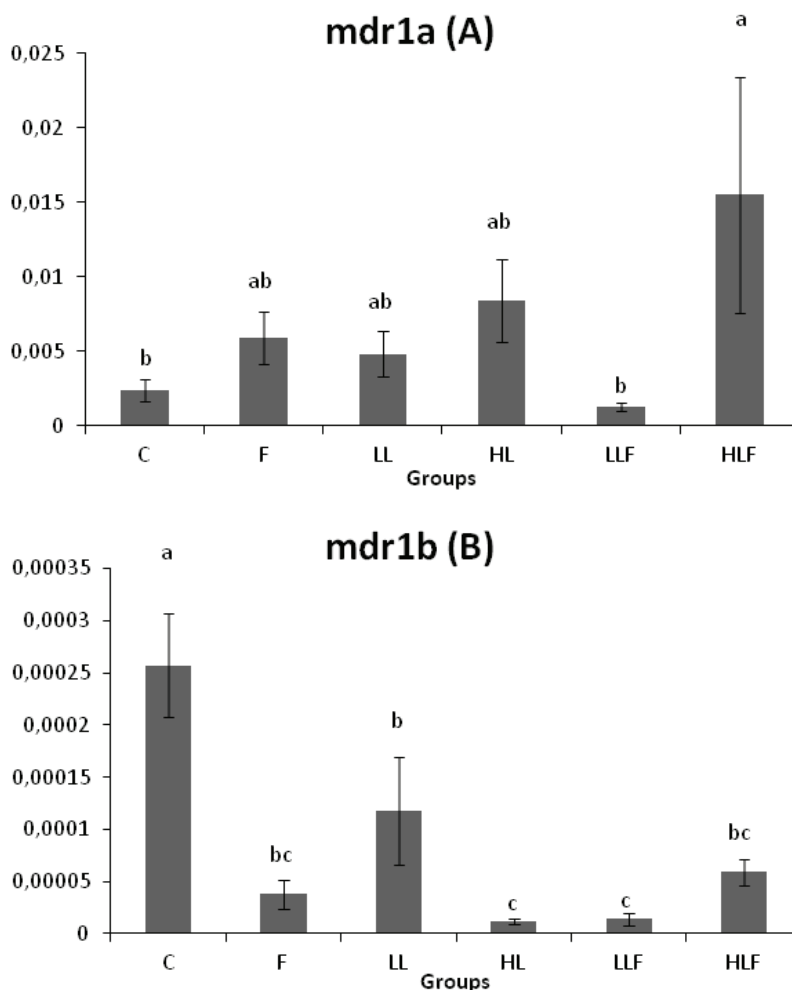 mdr1a (A)
a
0,025
0,02
0,015
ab
ab
ab
0,01
b
b
0,005
0
C F LL HL LLF HLF
Groups
mdr1b (B)
a
0,00035
0,0003
0,00025
b
0,0002
0,00015
bc
bc
0,0001
c
c
0,00005
0
C F LL HL LLF HLF
Groups